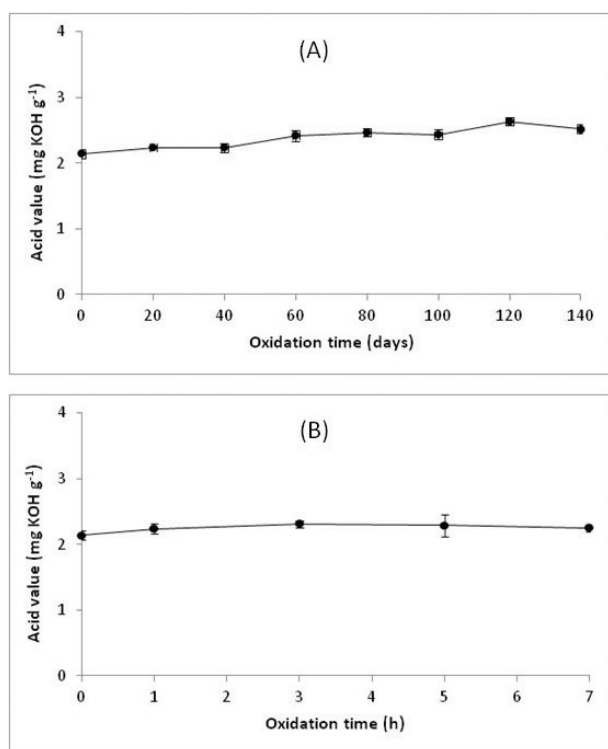 (A)
Acid value (mg KOH g⁻¹)
4
3
2
1
0
0 20 40 60 80 100 120 140
Oxidation time (days)
(B)
Acid value (mg KOH g⁻¹)
4
3
2
1
0
0 1 2 3 4 5 6 7
Oxidation time (h)